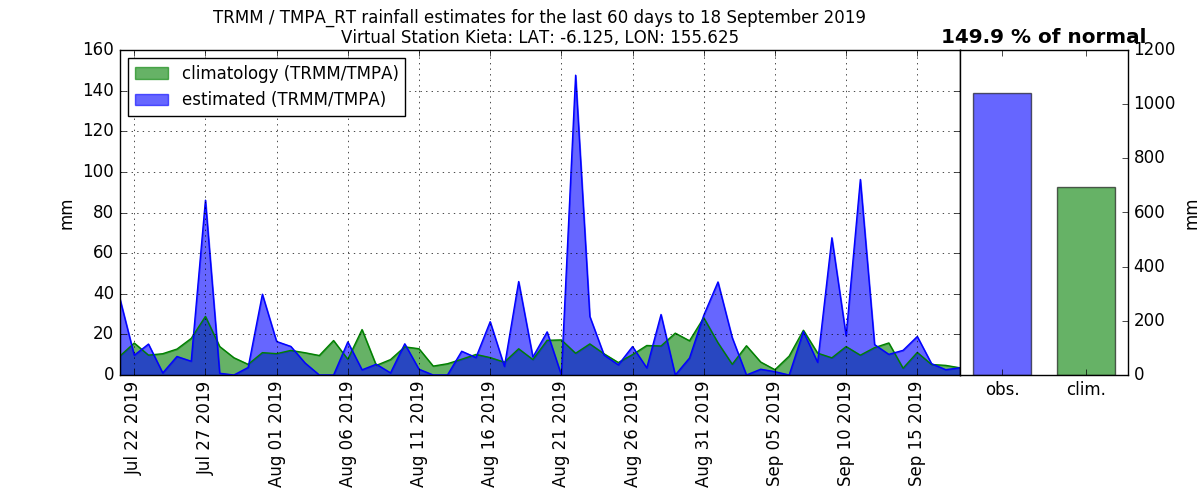 TRMM / TMPA_RT rainfall estimates for the last 60 days to 18 September 2019
Virtual Station Kieta: LAT: -6.125, LON: 155.625
149.9 % of normal
climatology (TRMM/TMPA)
estimated (TRMM/TMPA)
160
140
120
100
80
60
40
20
0
mm
Jul 22 2019
Jul 27 2019
Aug 01 2019
Aug 06 2019
Aug 11 2019
Aug 16 2019
Aug 21 2019
Aug 26 2019
Aug 31 2019
Sep 05 2019
Sep 10 2019
Sep 15 2019
obs.
clim.
1200
1000
800
600
400
200
0
mm